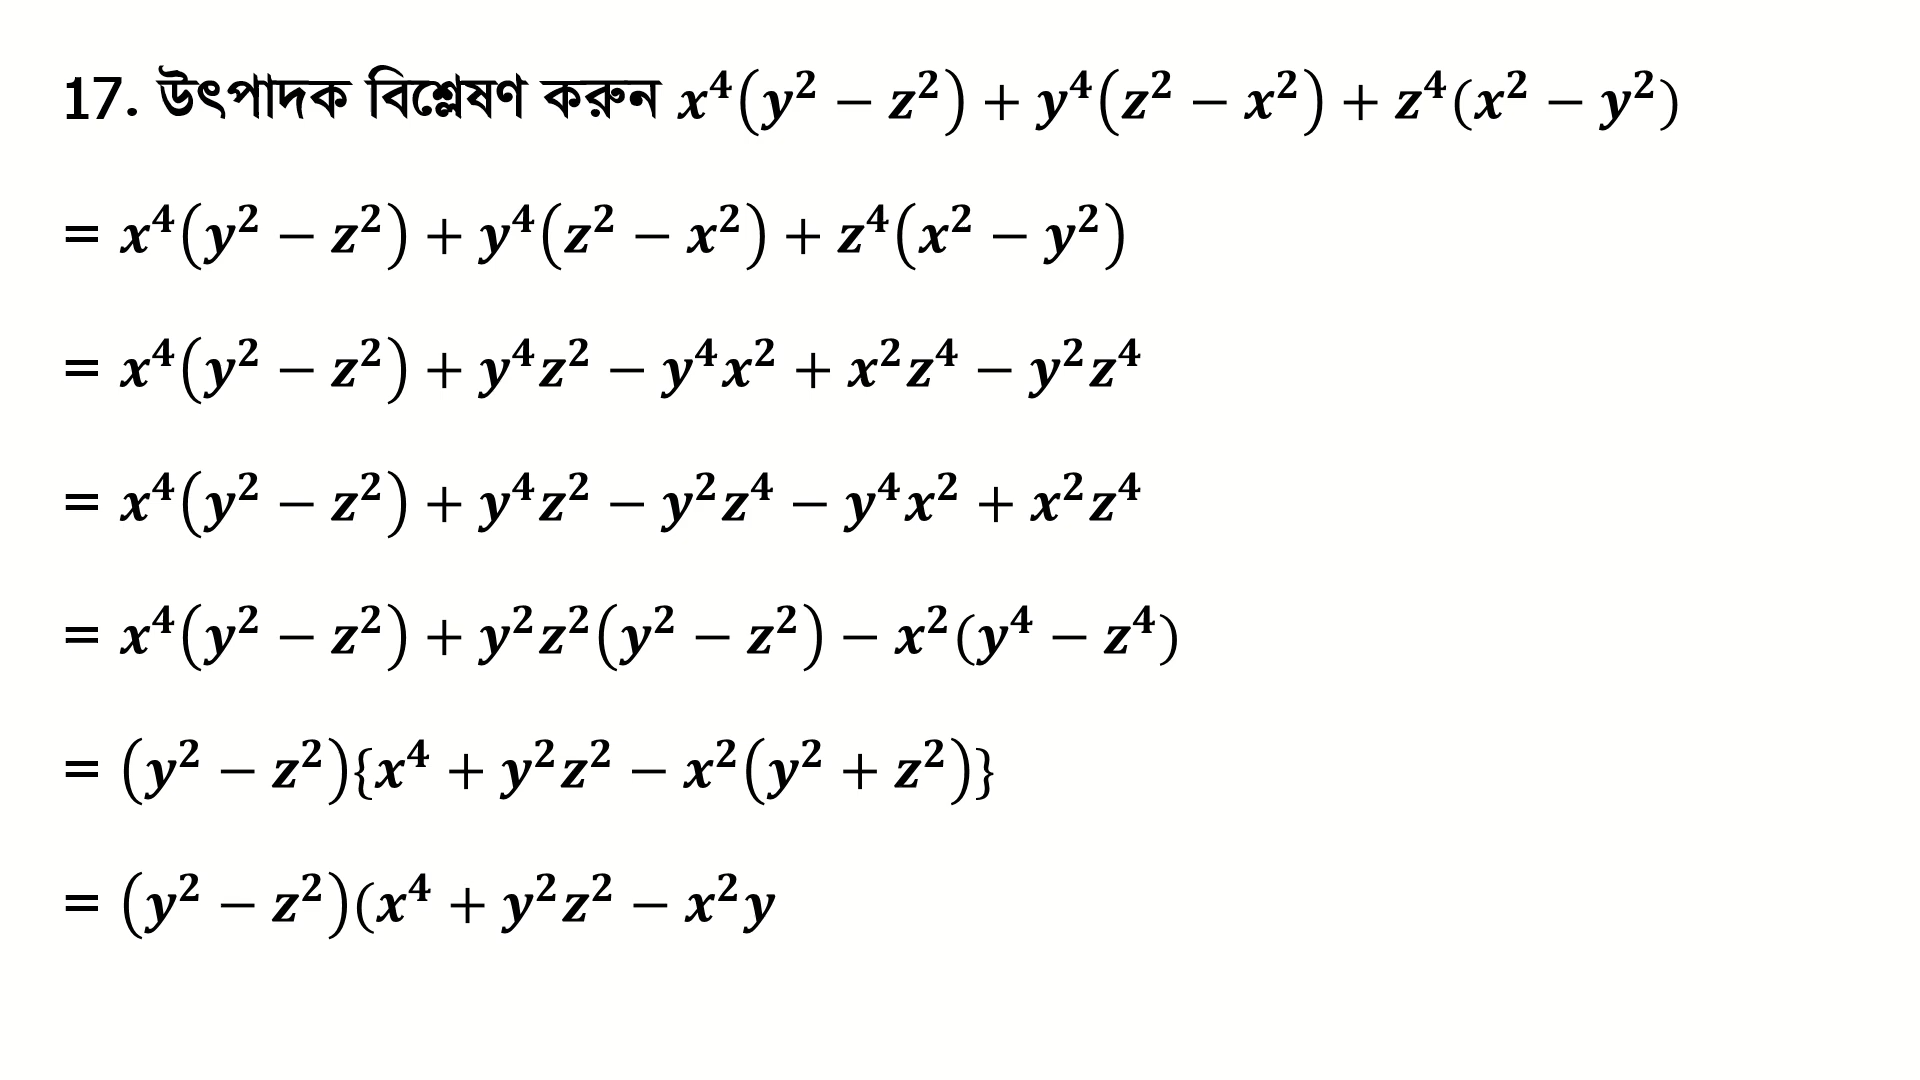 17. উৎপাদক বিশ্লেষণ করুন x⁴(y² − z²) + y⁴(z² − x²) + z⁴(x² − y²)
= x⁴(y² − z²) + y⁴(z² − x²) + z⁴(x² − y²)
= x⁴(y² − z²) + y⁴z² − y⁴x² + x²z⁴ − y²z⁴
= x⁴(y² − z²) + y⁴z² − y²z⁴ − y⁴x² + x²z⁴
= x⁴(y² − z²) + y²z²(y² − z²) − x²(y⁴ − z⁴)
= (y² − z²){x⁴ + y²z² − x²(y² + z²)}
= (y² − z²)(x⁴ + y²z² − x²y